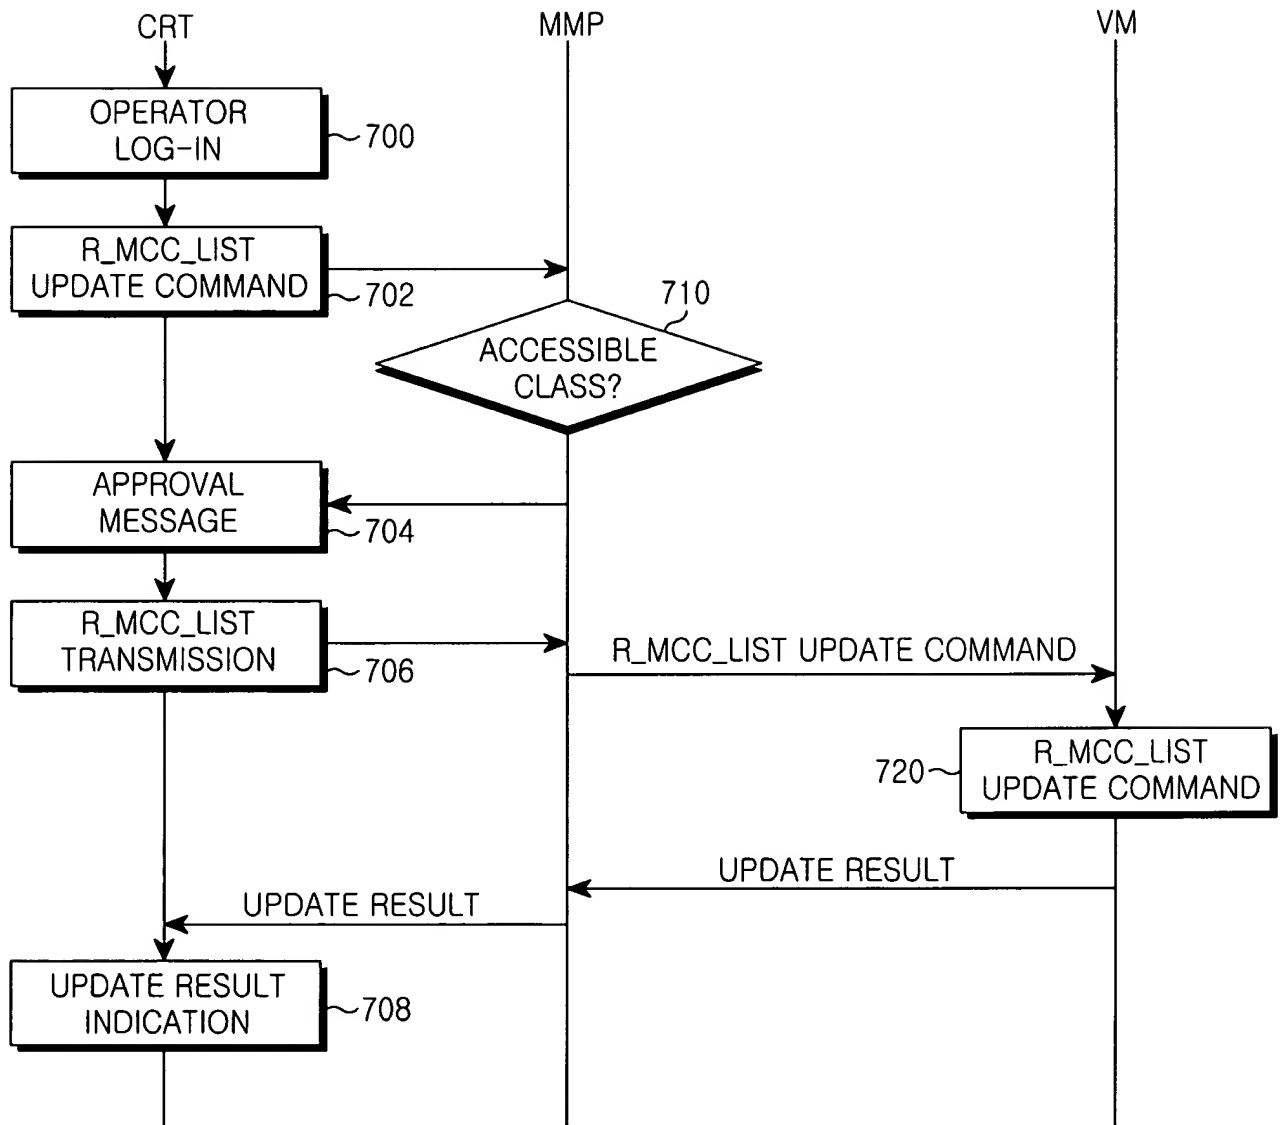 CRT
MMP
VM
OPERATOR
LOG-IN
700
R_MCC_LIST
UPDATE COMMAND
702
710
ACCESSIBLE
CLASS?
APPROVAL
MESSAGE
704
R_MCC_LIST
TRANSMISSION
706
R_MCC_LIST UPDATE COMMAND
R_MCC_LIST
UPDATE COMMAND
720
UPDATE RESULT
UPDATE RESULT
UPDATE RESULT
INDICATION
708